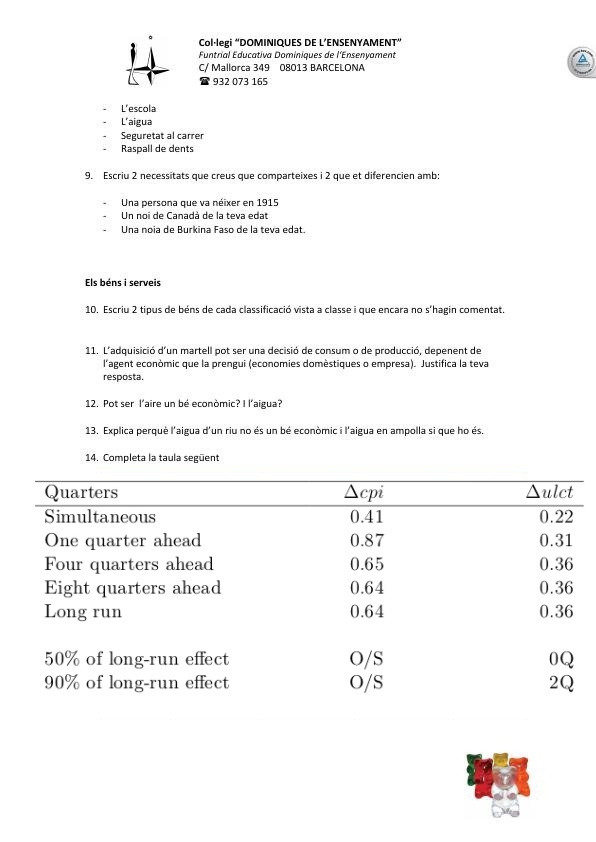 Col·legi “DOMINIQUES DE L’ENSENYAMENT”
Funtrial Educativa Dominiques de l’Ensenyament
C/ Mallorca 349 08013 BARCELONA
☎ 932 073 165
- L’escola
- L’aigua
- Seguretat al carrer
- Raspall de dents
9. Escriu 2 necessitats que creus que comparteixes i 2 que et diferencien amb:
- Una persona que va néixer en 1915
- Un noi de Canadà de la teva edat
- Una noia de Burkina Faso de la teva edat.
Els béns i serveis
10. Escriu 2 tipus de béns de cada classificació vista a classe i que encara no s’hagin comentat.
11. L’adquisició d’un martell pot ser una decisió de consum o de producció, depenent de
l’agent econòmic que la prengui (economies domèstiques o empresa). Justifica la teva
resposta.
12. Pot ser l’aire un bé econòmic? I l’aigua?
13. Explica perquè l’aigua d’un riu no és un bé econòmic i l’aigua en ampolla si que ho és.
14. Completa la taula següent
Quarters Δcpi Δulct
Simultaneous 0.41 0.22
One quarter ahead 0.87 0.31
Four quarters ahead 0.65 0.36
Eight quarters ahead 0.64 0.36
Long run 0.64 0.36
50% of long-run effect O/S 0Q
90% of long-run effect O/S 2Q